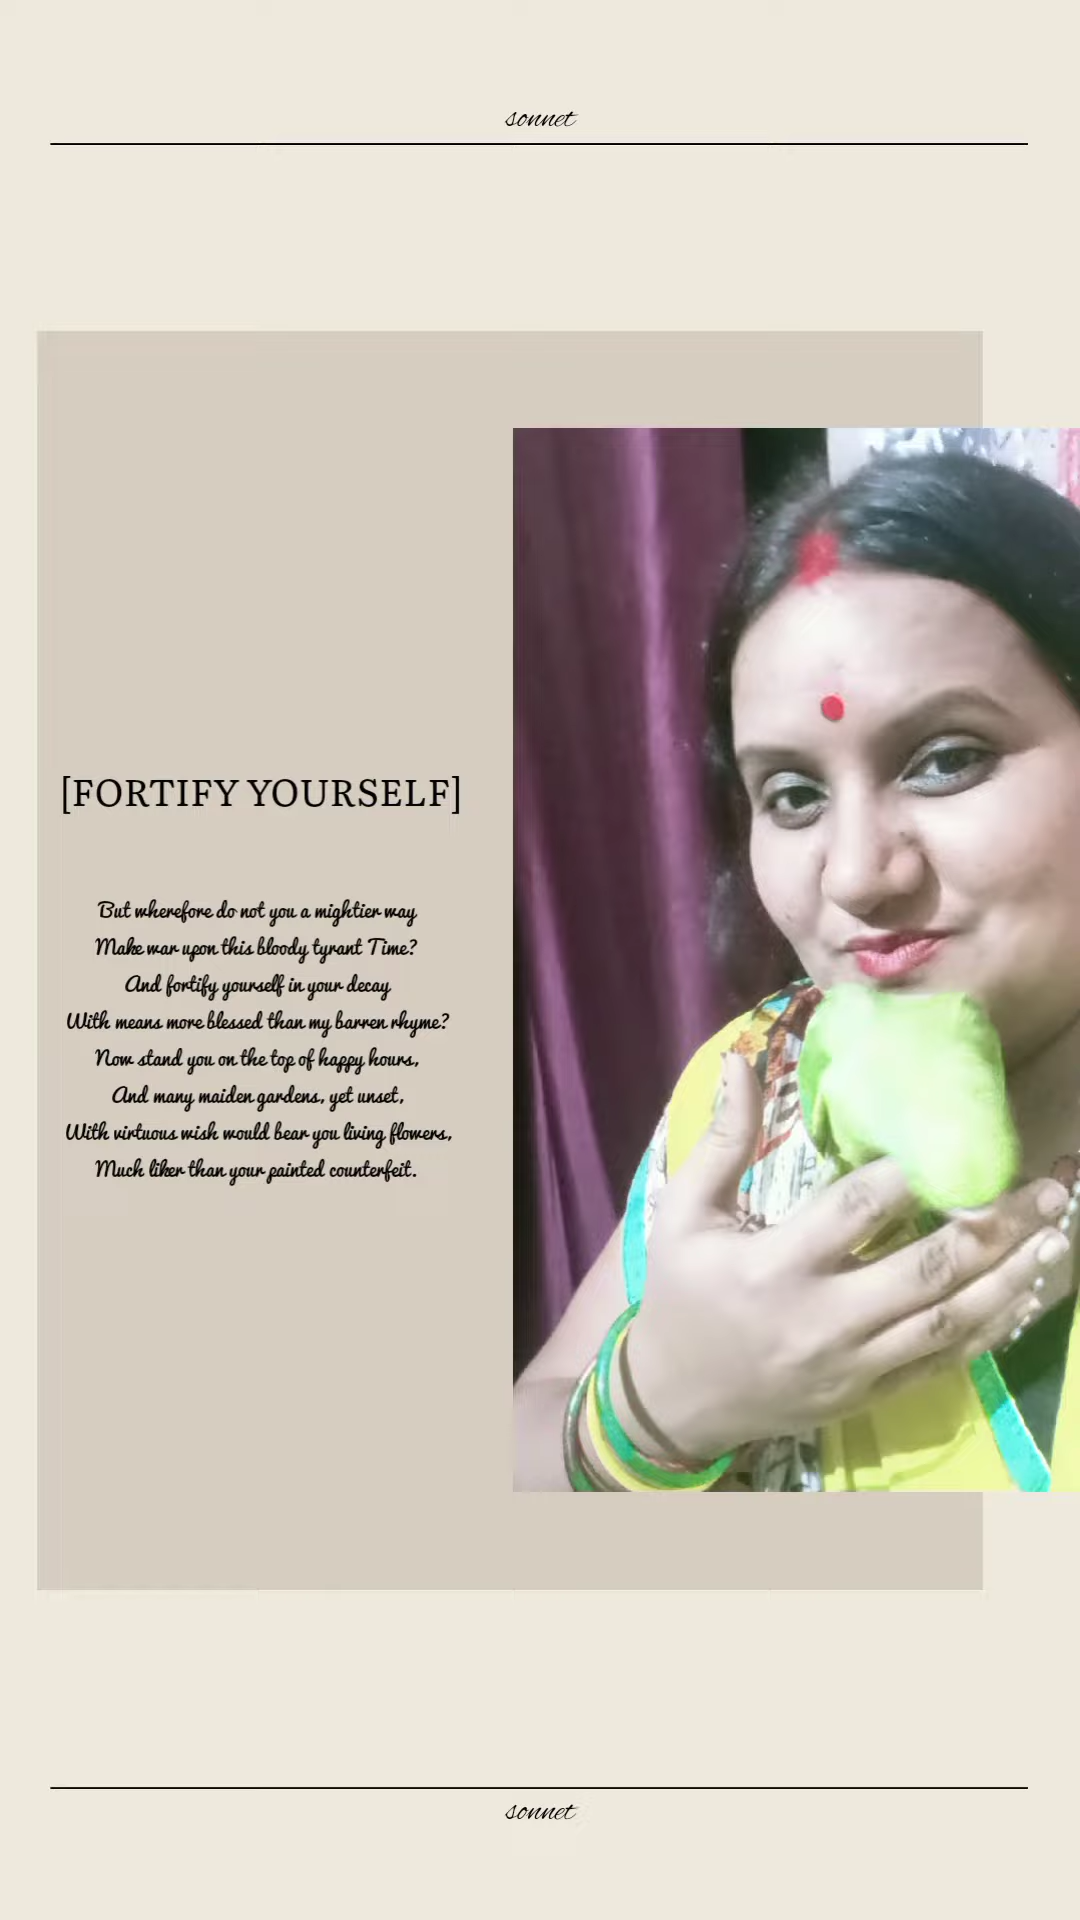 sonnet
[FORTIFY YOURSELF]
But wherefore do not you a mightier way
Make war upon this bloody tyrant Time?
And fortify yourself in your decay
With means more blessed than my barren rhyme?
Now stand you on the top of happy hours,
And many maiden gardens, yet unset,
With virtuous wish would bear you living flowers,
Much liker than your painted counterfeit.
sonnet